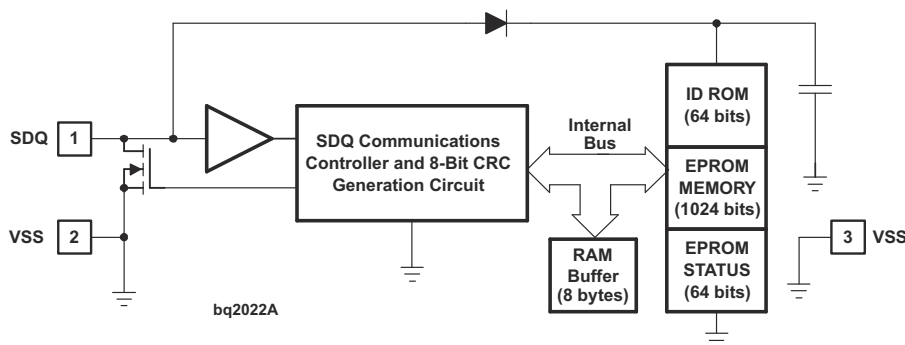 SDQ
1
SDQ Communications
Controller and 8-Bit CRC
Generation Circuit
Internal
Bus
ID ROM
(64 bits)
EPROM
MEMORY
(1024 bits)
EPROM
STATUS
(64 bits)
RAM
Buffer
(8 bytes)
VSS
2
3
VSS
bq2022A